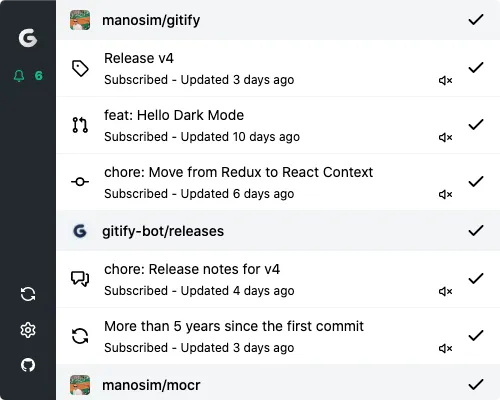 manosim/gitify
Release v4
Subscribed - Updated 3 days ago
6
feat: Hello Dark Mode
Subscribed - Updated 10 days ago
chore: Move from Redux to React Context
Subscribed - Updated 6 days ago
gitify-bot/releases
chore: Release notes for v4
Subscribed - Updated 4 days ago
More than 5 years since the first commit
Subscribed - Updated 3 days ago
manosim/mocr